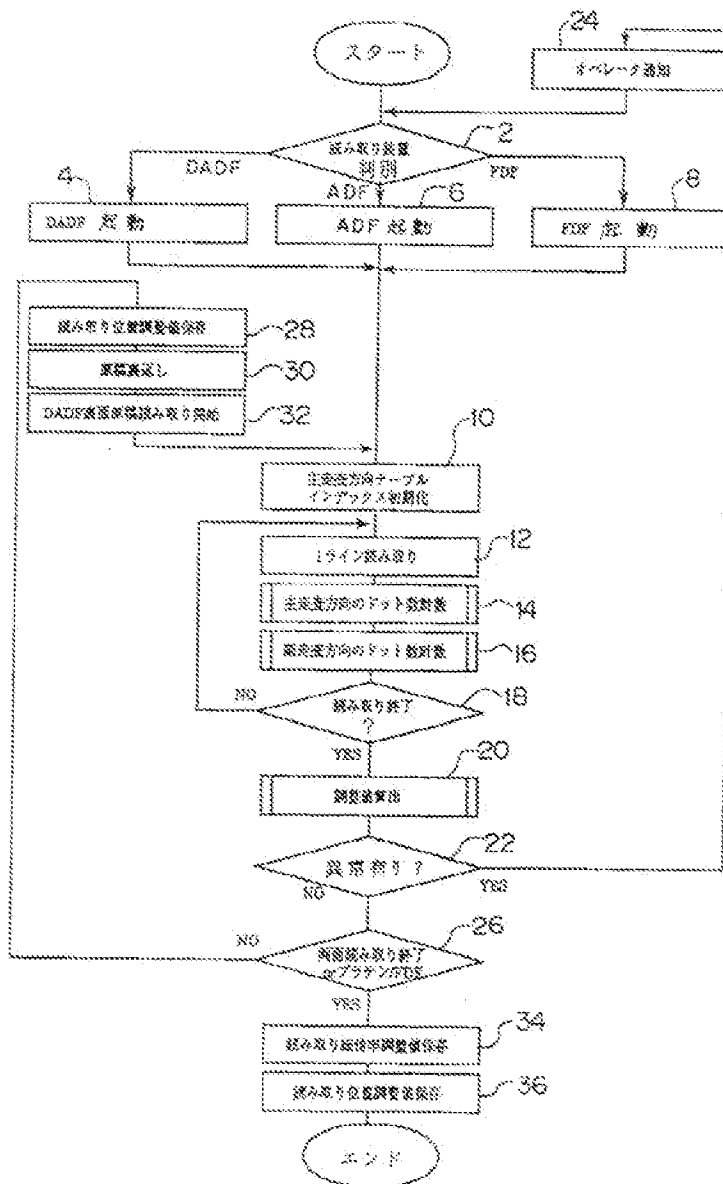 スタート
24
オペレータ通知
2
読み取り装置
判別
DADF
ADF
FDF
4
6
8
DADF 起動
ADF 起動
FDF 起動
読み取り位置調整値保存
28
原稿裏返し
30
DADF裏面原稿読み取り開始
32
10
主走査方向テーブル
インデックス初期化
1ライン読み取り
12
主走査方向のドット数計数
14
副走査方向のドット数計数
16
読み取り終了
?
18
NO
YES
20
調整値算出
異常有り?
22
NO
YES
26
両面読み取り終了
orプラテン/FDF
NO
YES
読み取り縮倍率調整値保存
34
読み取り位置調整値保存
36
エンド